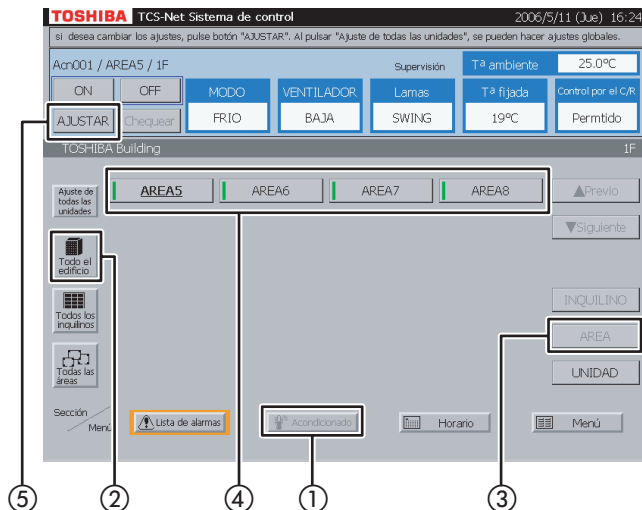 TOSHIBA TCS-Net Sistema de control 2006/5/11 (Jue) 16:24
si desea cambiar los ajustes, pulse botón "AJUSTAR". Al pulsar "Ajuste de todas las unidades", se pueden hacer ajustes globales.
Acn001 / AREA5 / 1F Supervisión Tª ambiente 25.0ºC
ON OFF MODO VENTILADOR Lamas Tª fijada Control por el C/R
AJUSTAR Chequear FRIO BAJA SWING 19ºC Permtido
TOSHIBA Building 1F
Ajuste de
todas las
unidades
AREA5 AREA6 AREA7 AREA8 ▲Previo
▼Siguiente
Todo el
edificio
Todos los
inquilinos
INQUILINO
AREA
Todas las
áreas
UNIDAD
Sección
Menú
Lista de alarmas Acondicionado Horario Menú
⑤ ② ④ ① ③